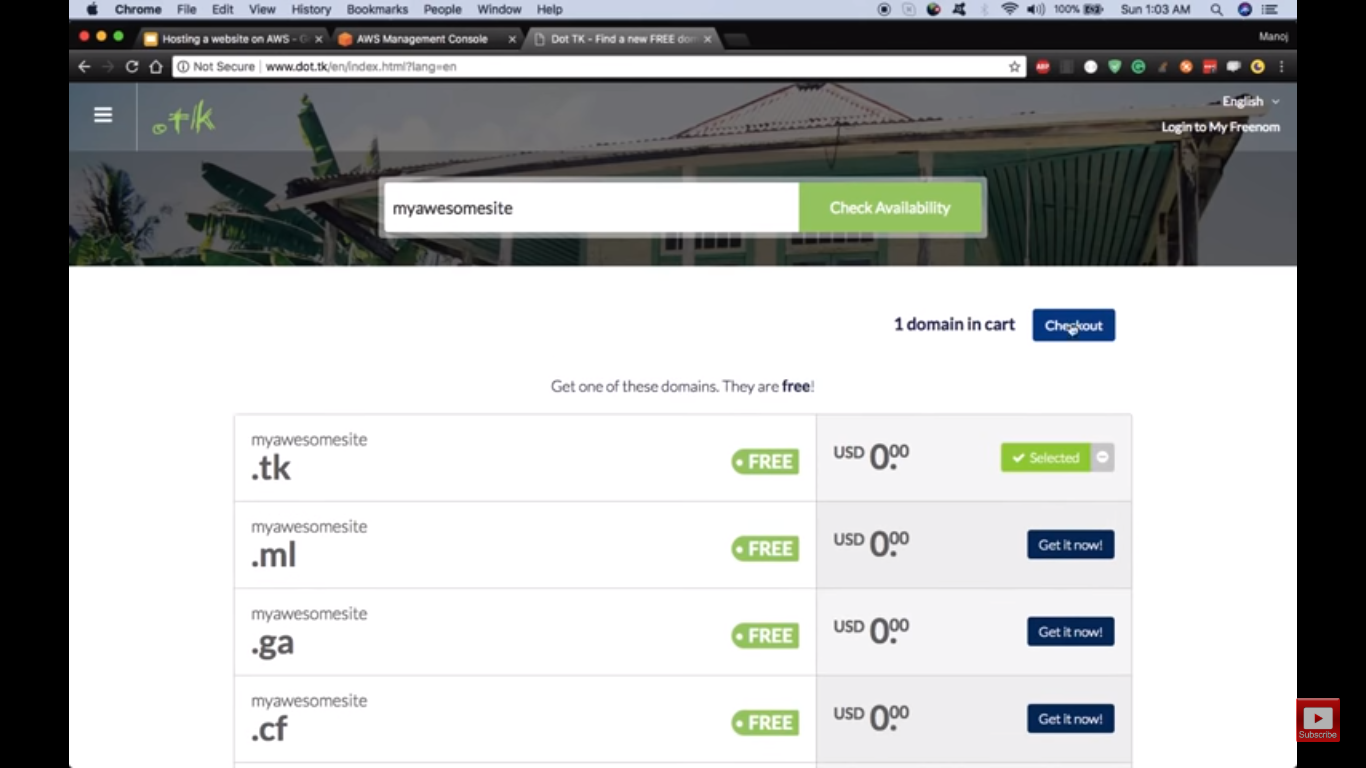 Chrome File Edit View History Bookmarks People Window Help 100% Sun 1:03 AM
Hosting a website on AWS - G AWS Management Console Dot TK - Find a new FREE dom Manoj
Not Secure www.dot.tk/en/index.html?lang=en ABP
.tk English
Login to My Freenom
myawesomesite Check Availability
1 domain in cart Checkout
Get one of these domains. They are free!
myawesomesite
.tk FREE USD 0.00 Selected
myawesomesite
.ml FREE USD 0.00 Get it now!
myawesomesite
.ga FREE USD 0.00 Get it now!
myawesomesite
.cf FREE USD 0.00 Get it now!
Subscribe